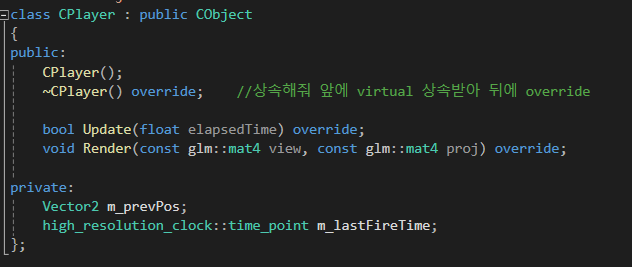 class CPlayer : public CObject
{
public:
CPlayer();
~CPlayer() override; //상속해줘 앞에 virtual 상속받아 뒤에 override
bool Update(float elapsedTime) override;
void Render(const glm::mat4 view, const glm::mat4 proj) override;
private:
Vector2 m_prevPos;
high_resolution_clock::time_point m_lastFireTime;
};